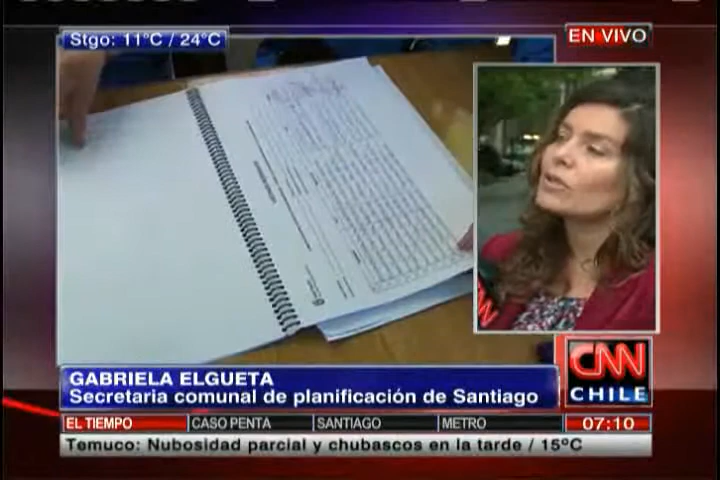 Stgo: 11°C / 24°C
EN VIVO
GABRIELA ELGUETA
Secretaria comunal de planificación de Santiago
CNN
CHILE
EL TIEMPO
CASO PENTA
SANTIAGO
METRO
07:10
Temuco: Nubosidad parcial y chubascos en la tarde / 15°C